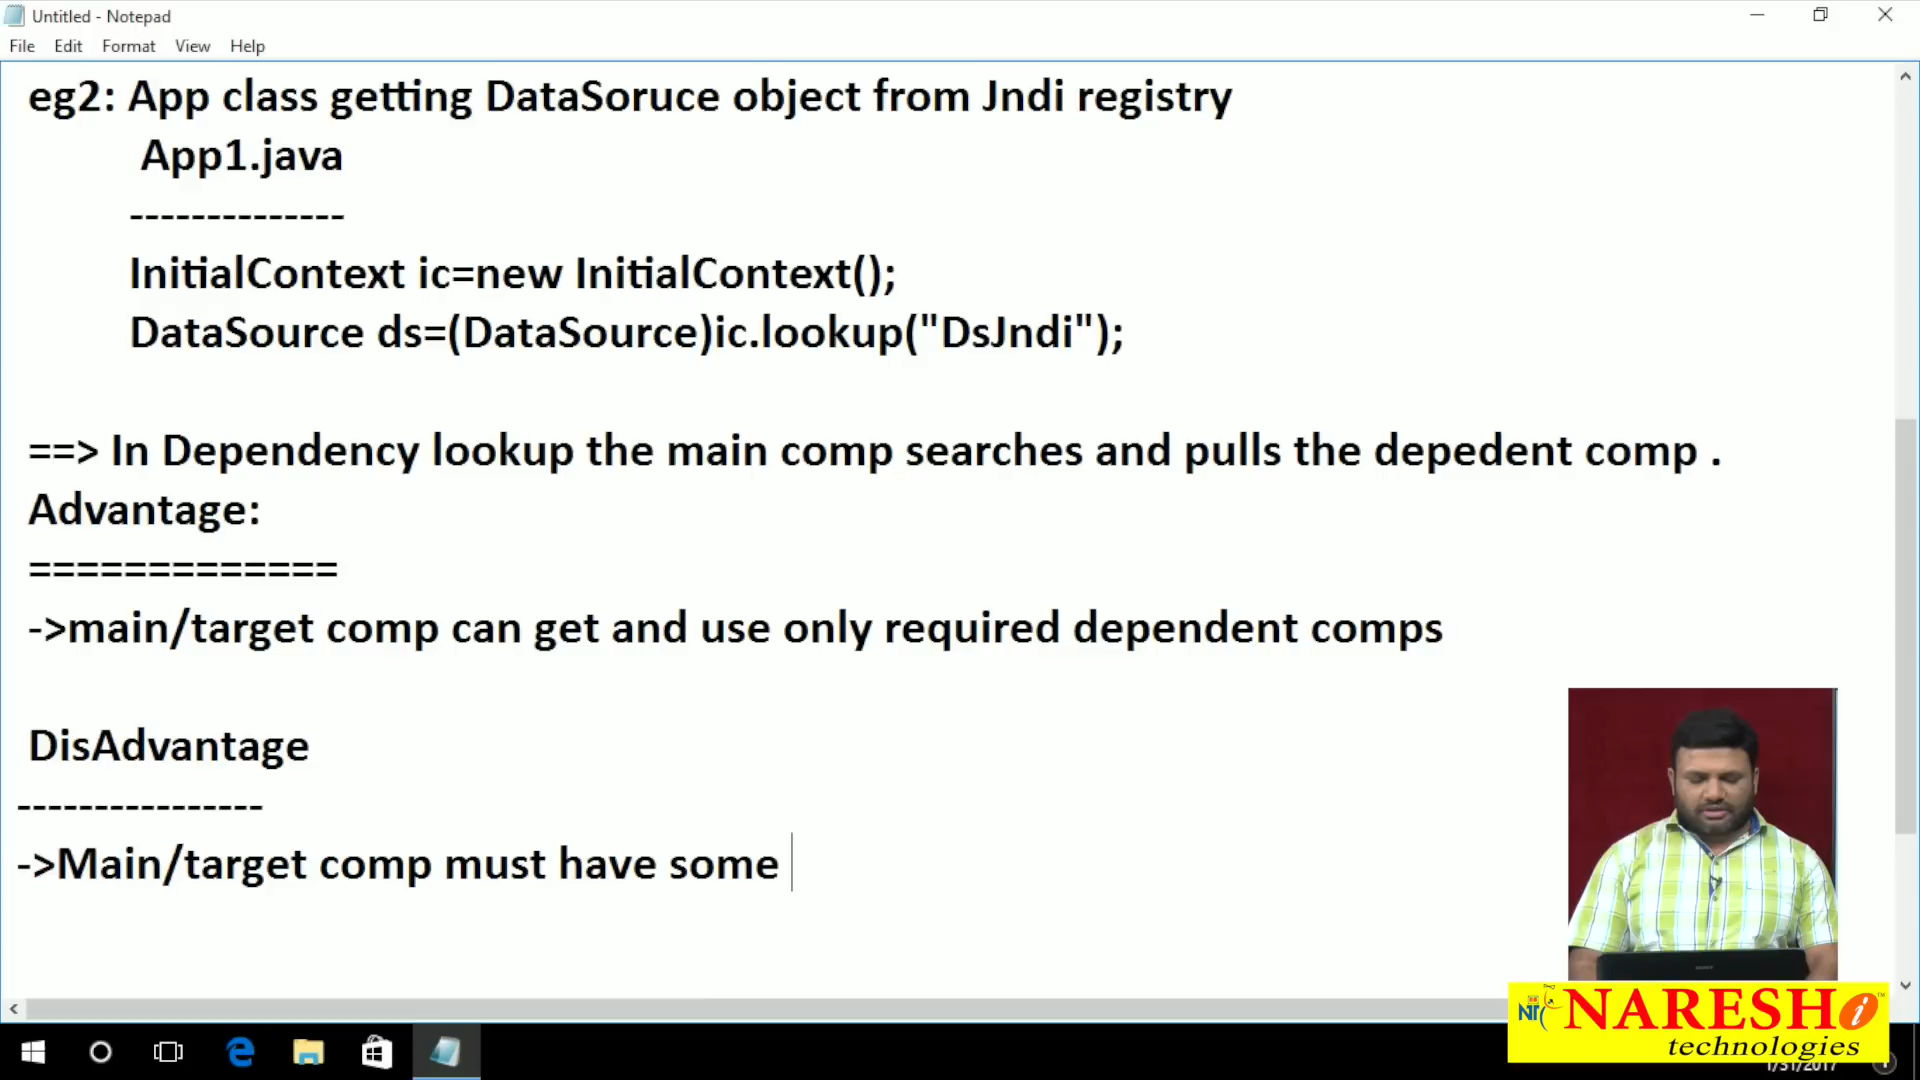 Untitled - Notepad
File Edit Format View Help
eg2: App class getting DataSoruce object from Jndi registry
App1.java
--------------
InitialContext ic=new InitialContext();
DataSource ds=(DataSource)ic.lookup("DsJndi");
==> In Dependency lookup the main comp searches and pulls the depedent comp .
Advantage:
=============
->main/target comp can get and use only required dependent comps
DisAdvantage
----------------
->Main/target comp must have some
NARESH i
technologies
1/31/2017